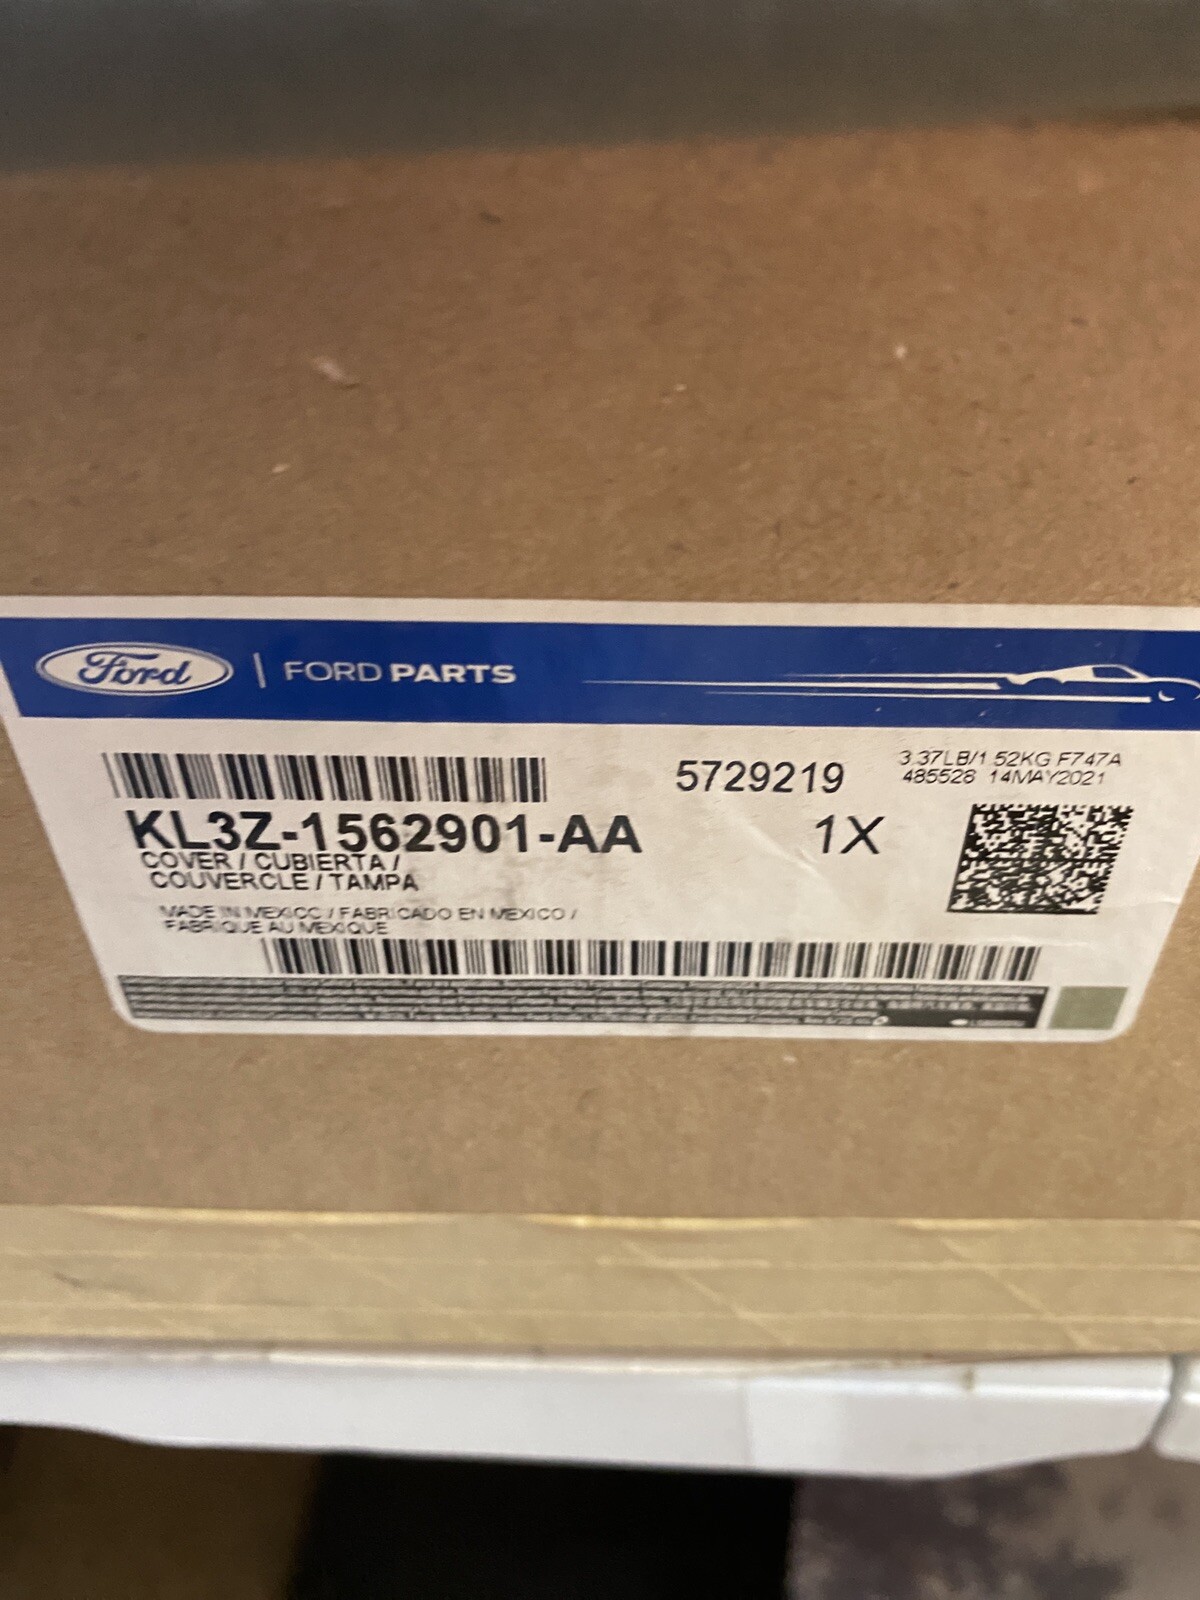 Ford | FORD PARTS
5729219
3.37LB/1.52KG F747A
485528 14MAY2021
KL3Z-1562901-AA
1X
COVER / CUBIERTA /
COUVERCLE / TAMPA
MADE IN MEXICO / FABRICADO EN MEXICO /
FABRIQUE AU MEXIQUE